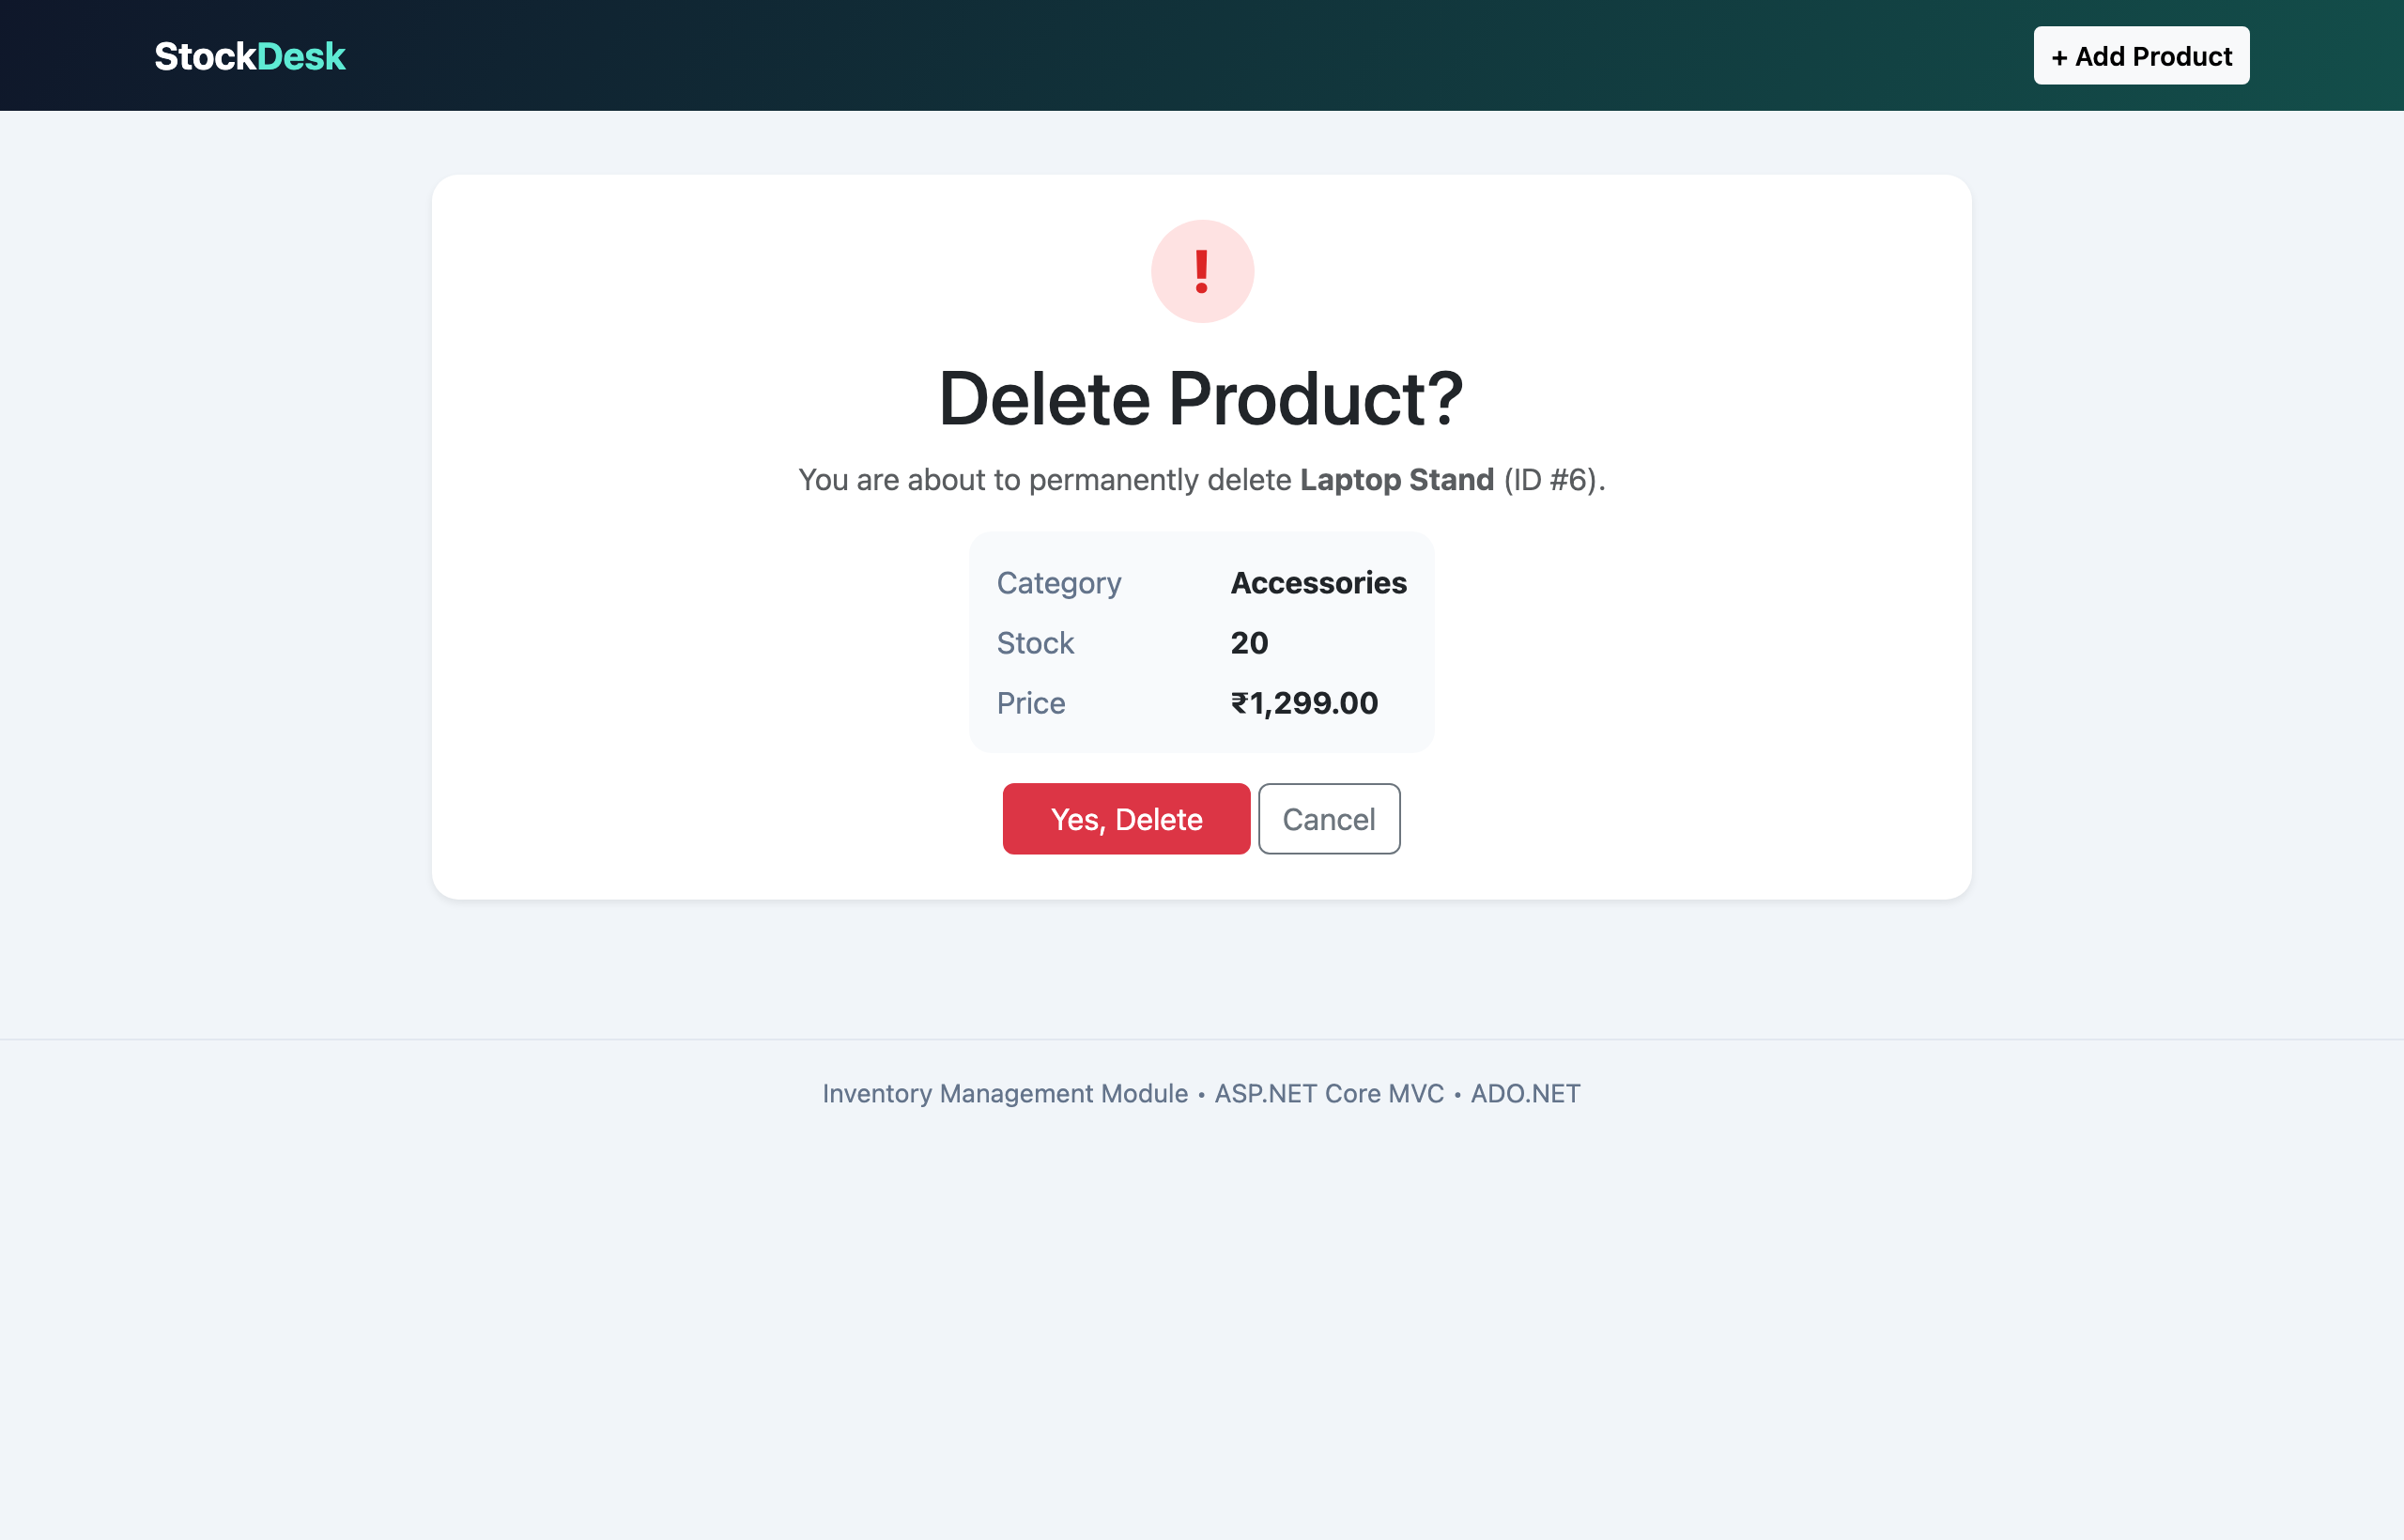 StockDesk
+ Add Product
!
Delete Product?
You are about to permanently delete Laptop Stand (ID #6).
Category Accessories
Stock 20
Price ₹1,299.00
Yes, Delete Cancel
Inventory Management Module • ASP.NET Core MVC • ADO.NET